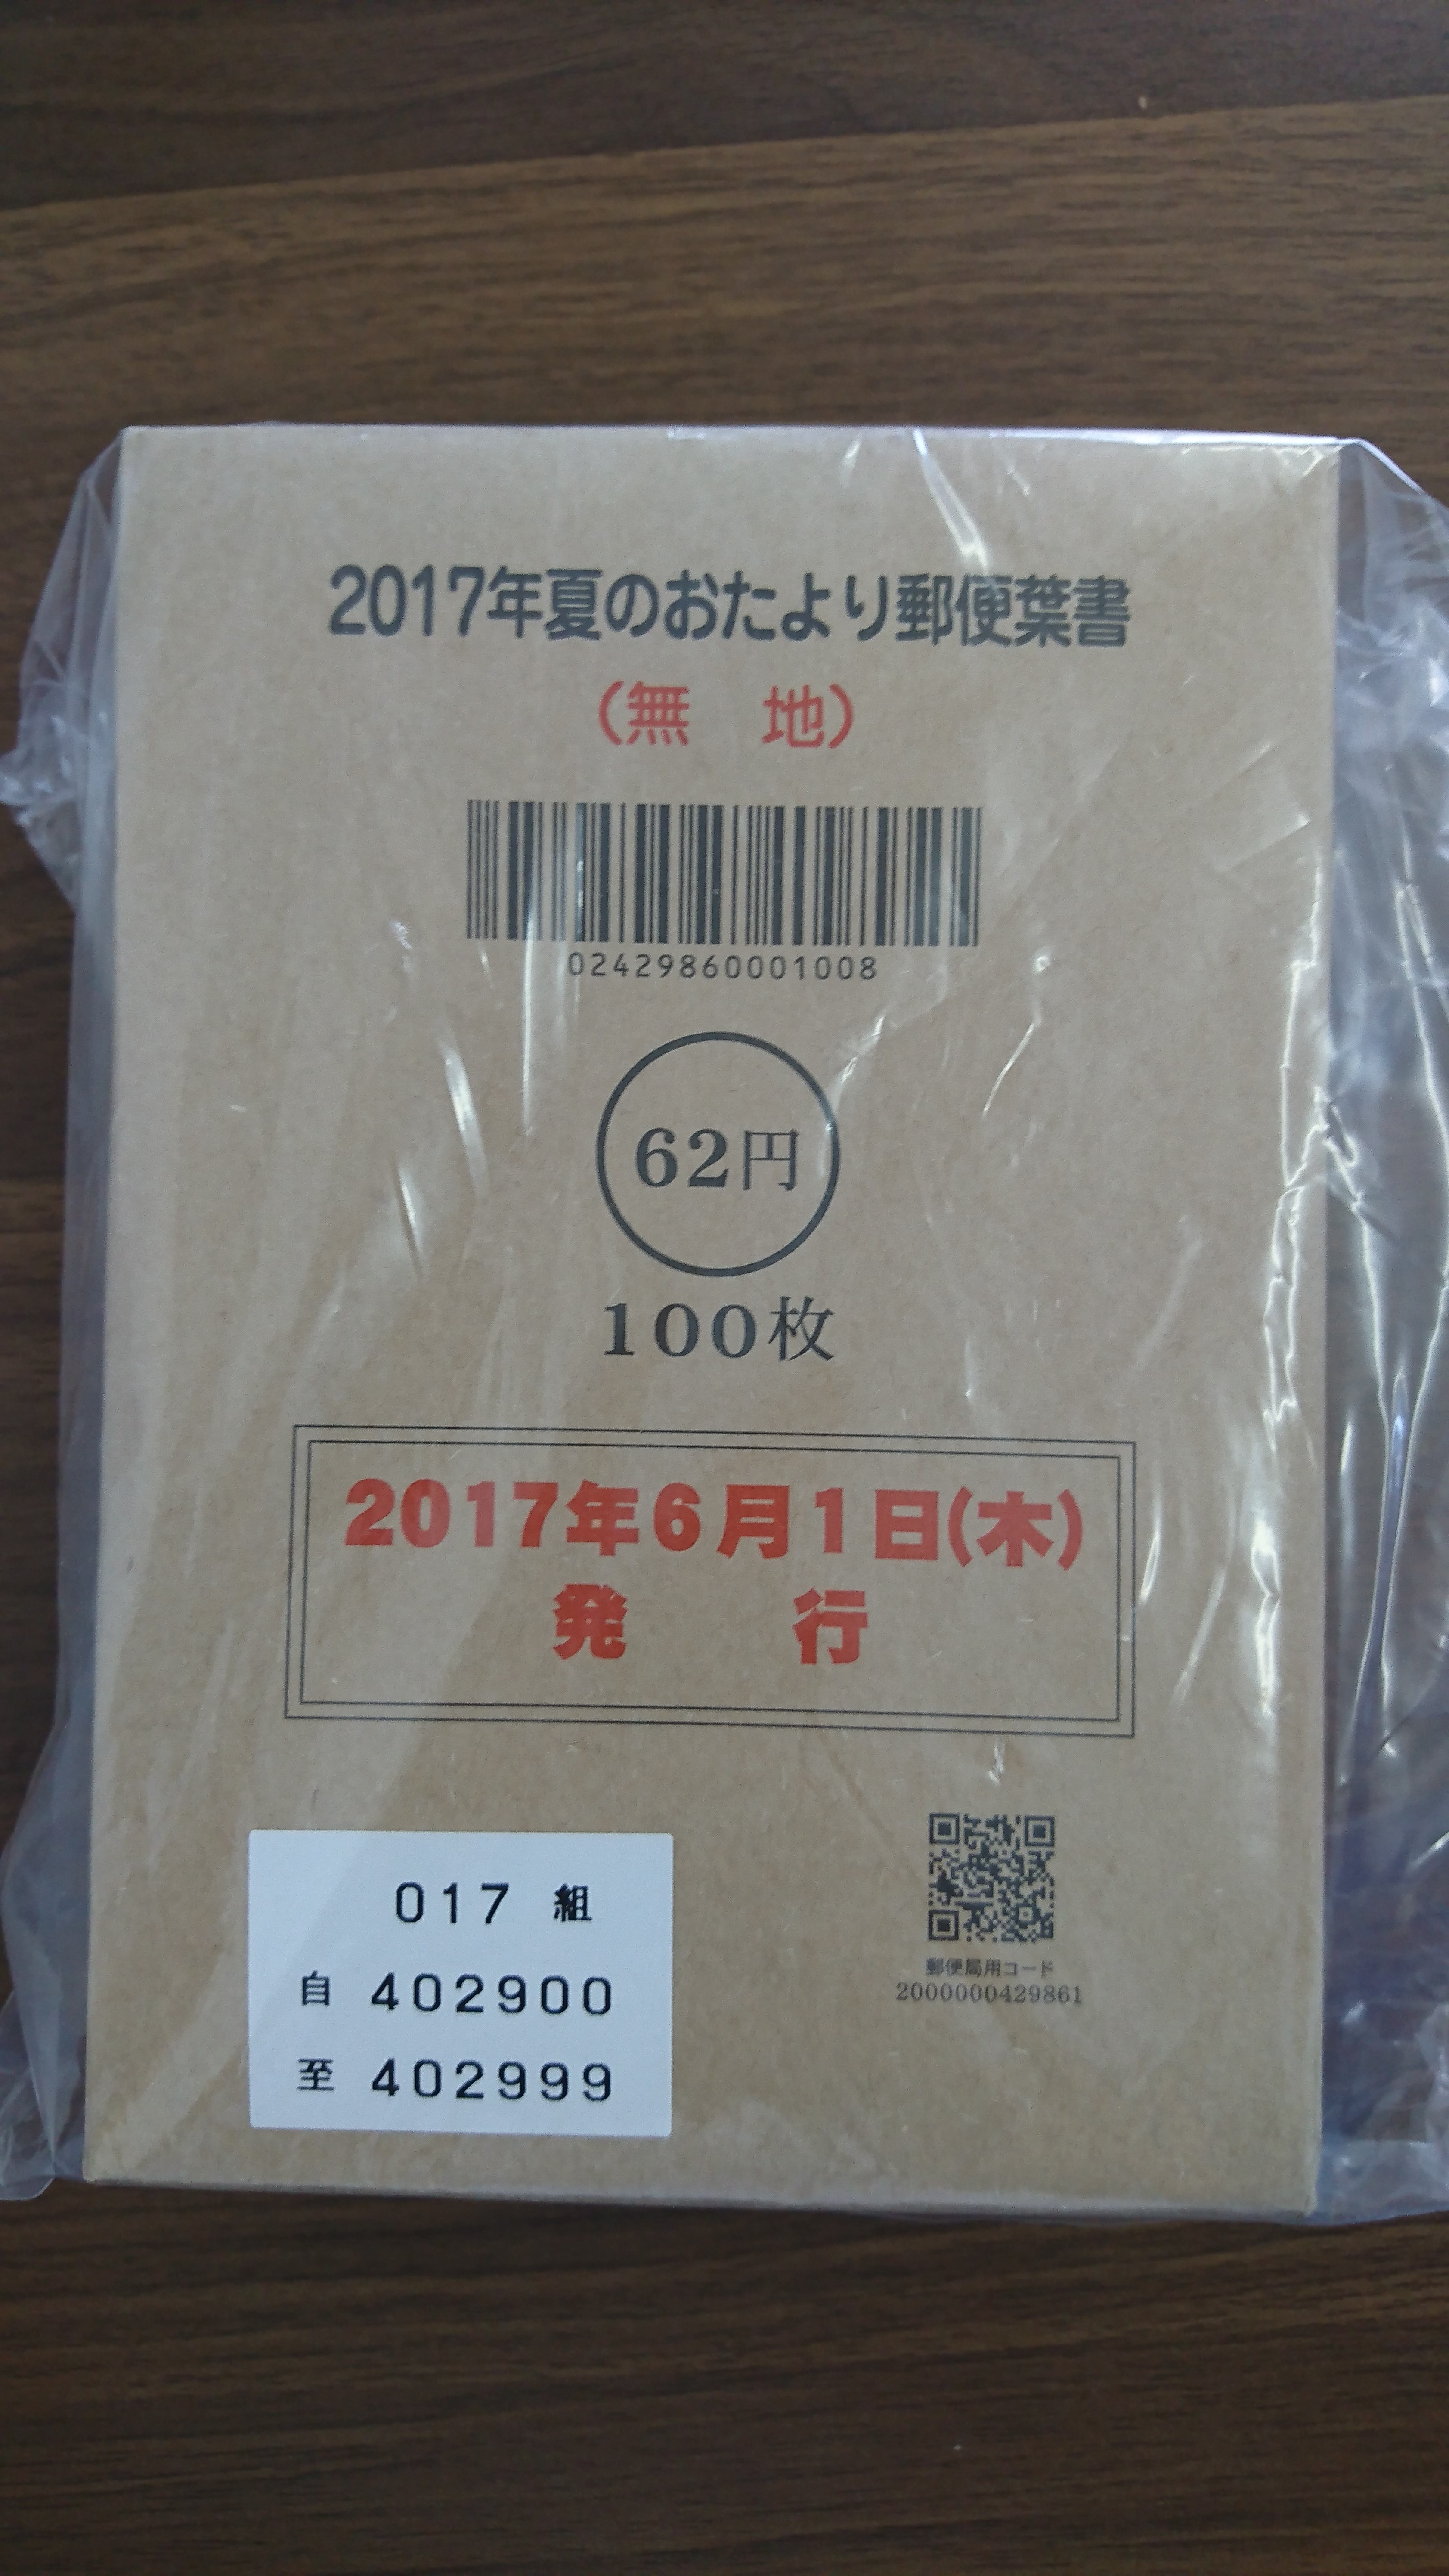 2017年夏のおたより郵便葉書
(無　地)
02429860001008
62円
100枚
2017年6月1日(木)
発　行
017 組
自 402900
至 402999
郵便局用コード
2000000429861